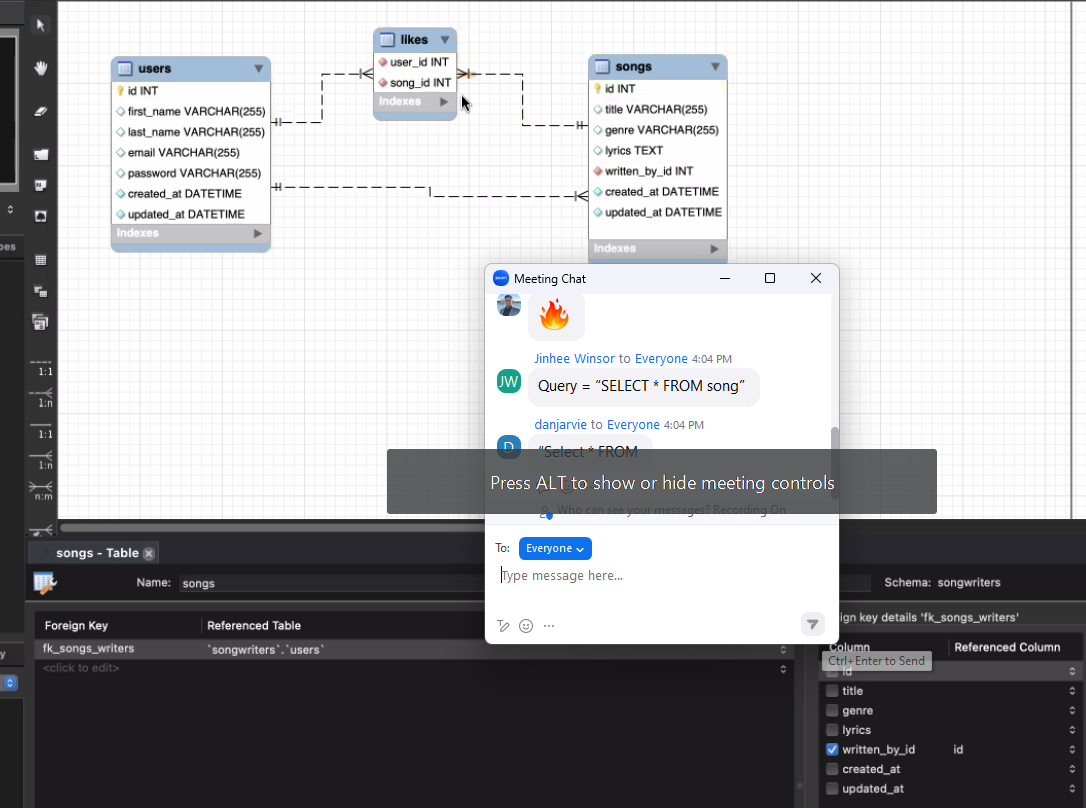 users
id INT
first_name VARCHAR(255)
last_name VARCHAR(255)
email VARCHAR(255)
password VARCHAR(255)
created_at DATETIME
updated_at DATETIME
Indexes
likes
user_id INT
song_id INT
Indexes
songs
id INT
title VARCHAR(255)
genre VARCHAR(255)
lyrics TEXT
written_by_id INT
created_at DATETIME
updated_at DATETIME
Indexes
1:1
1:n
1:1
1:n
n:m
Meeting Chat
Jinhee Winsor to Everyone 4:04 PM
JW
Query = “SELECT * FROM song”
danjarvie to Everyone 4:04 PM
D
“Select * FROM
Press ALT to show or hide meeting controls
Who can see your messages? Recording On
To: Everyone
Type message here...
Ctrl+Enter to Send
songs - Table
Name: songs
Schema: songwriters
Foreign Key
Referenced Table
fk_songs_writers
`songwriters`.`users`
<click to edit>
ign key details 'fk_songs_writers'
Column
Referenced Column
id
title
genre
lyrics
written_by_id id
created_at
updated_at